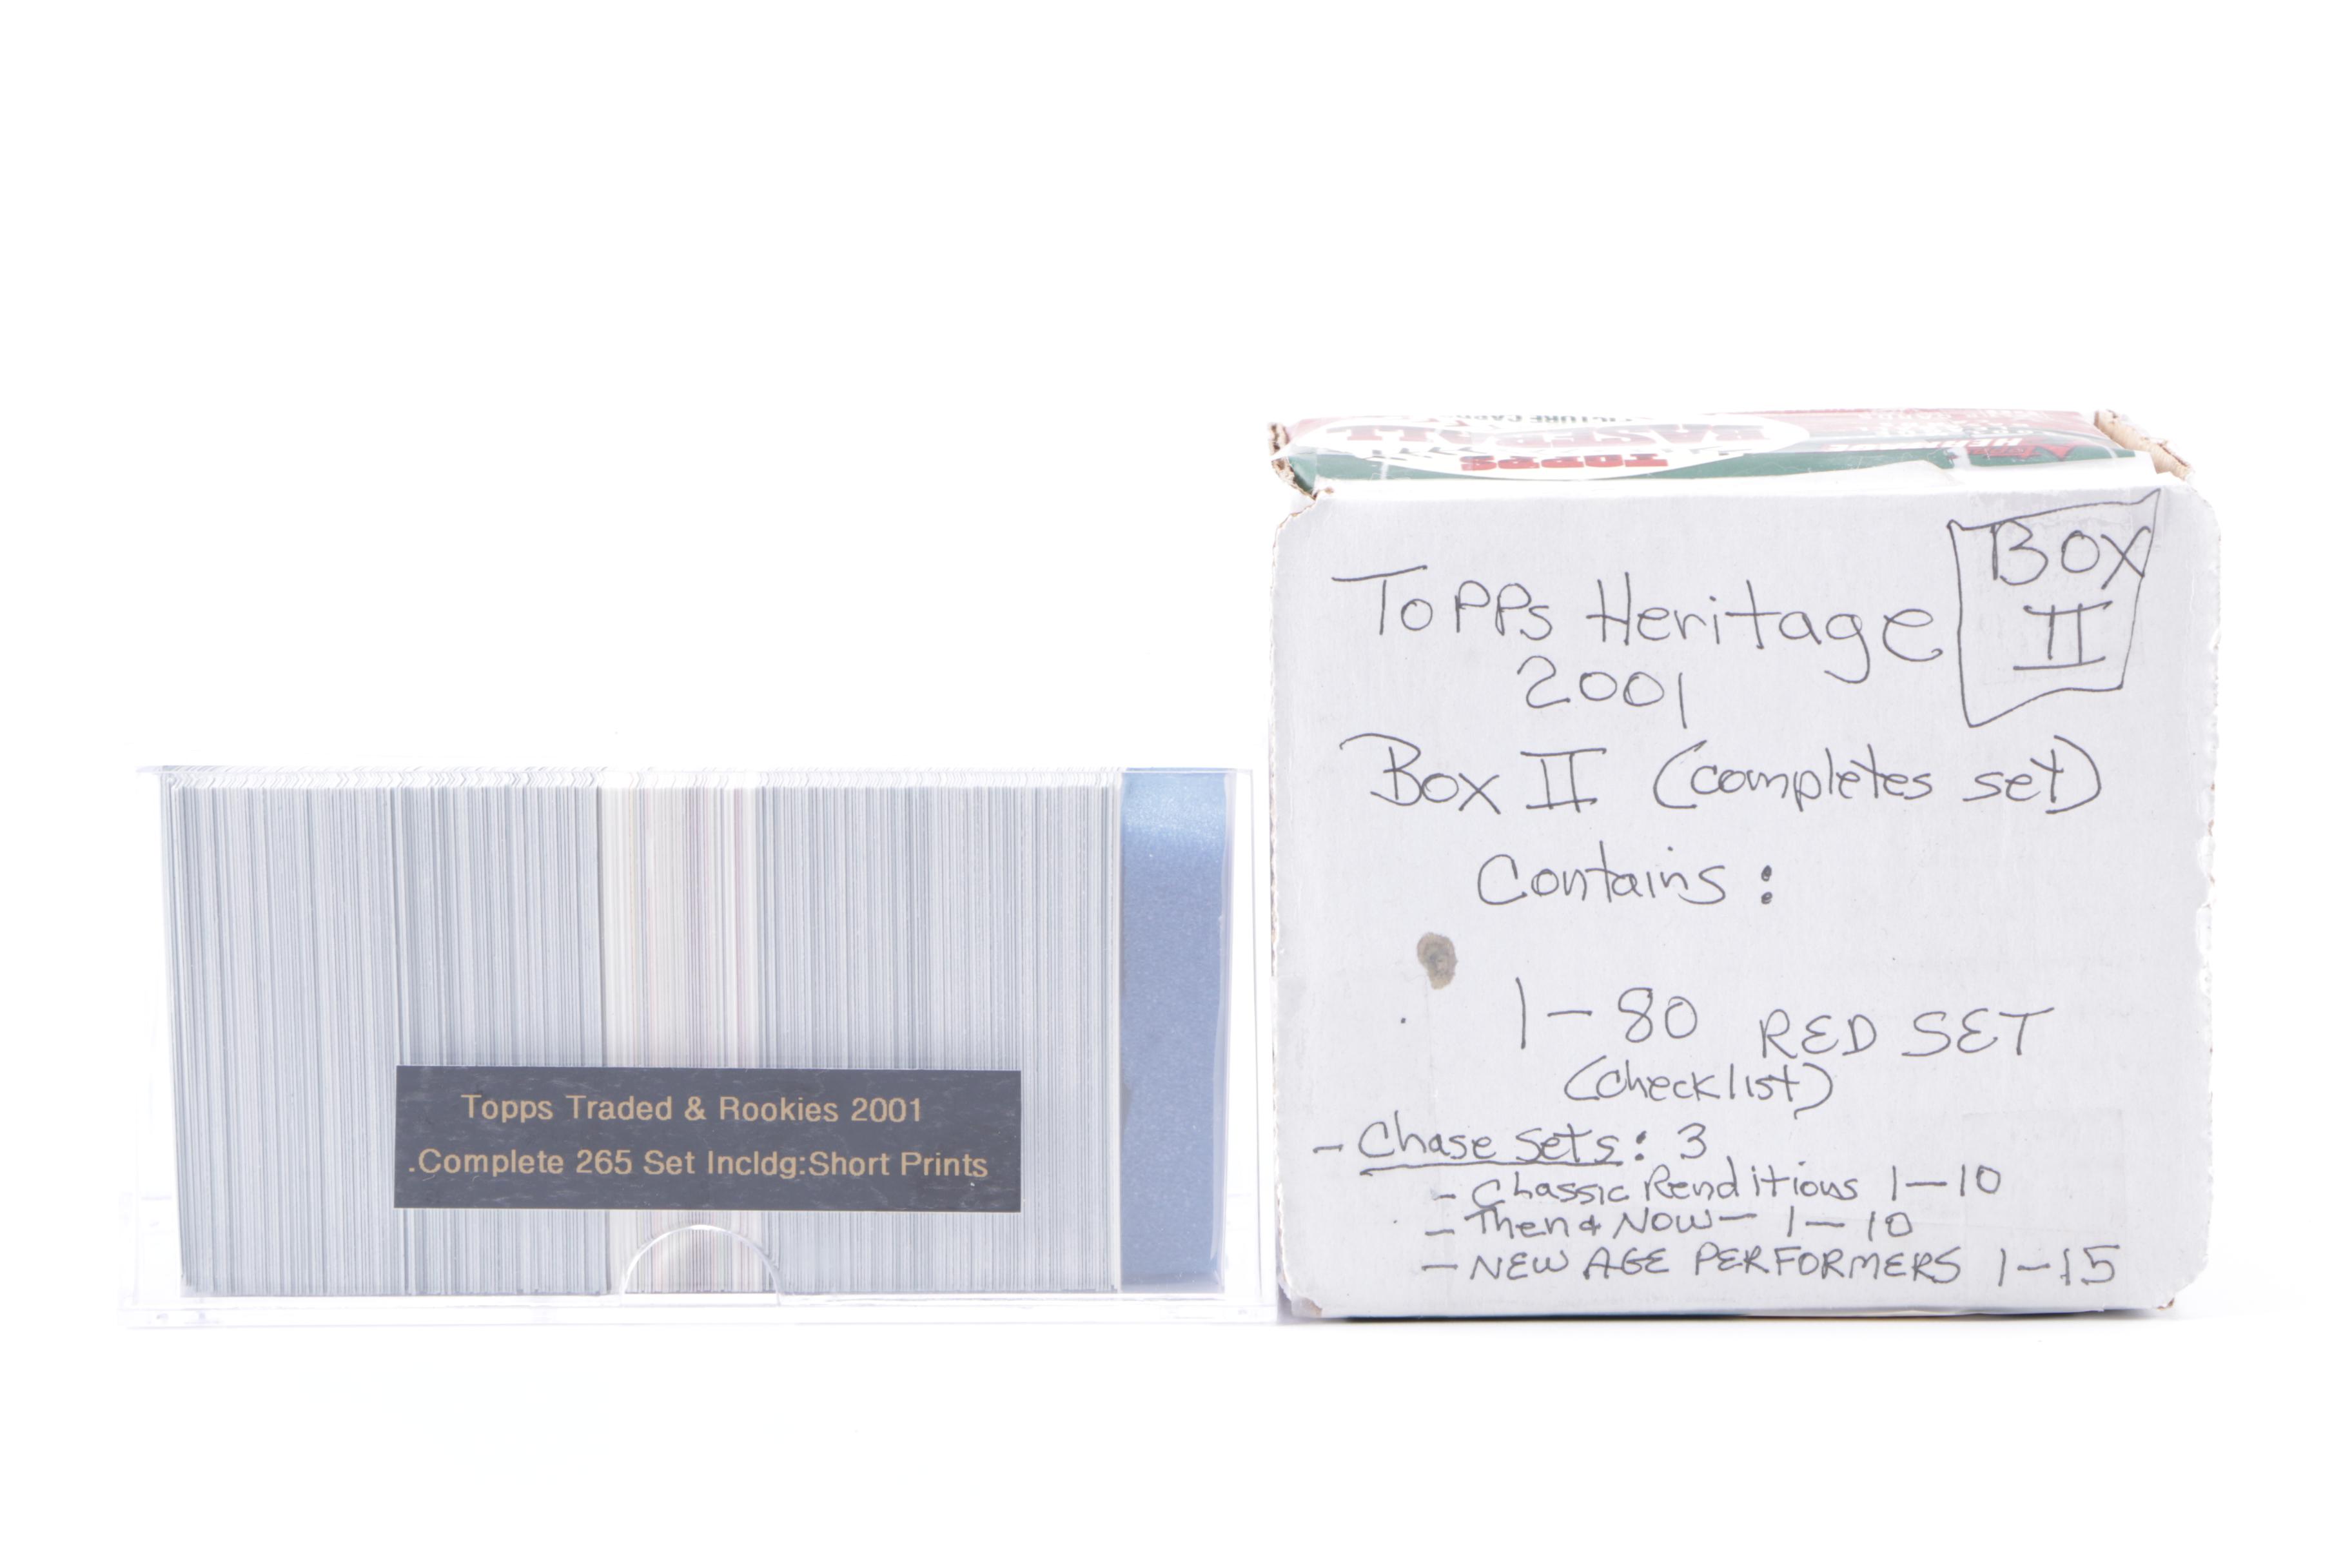 Topps Traded & Rookies 2001
.Complete 265 Set Incldg:Short Prints
TOPPS
BASEBALL
BOX
II
Topps Heritage
2001
Box II (completes set)
Contains :
1-80 RED SET
(checklist)
- Chase Sets: 3
- Classic Renditions 1-10
- Then & Now - 1-10
- NEW AGE PERFORMERS 1-15